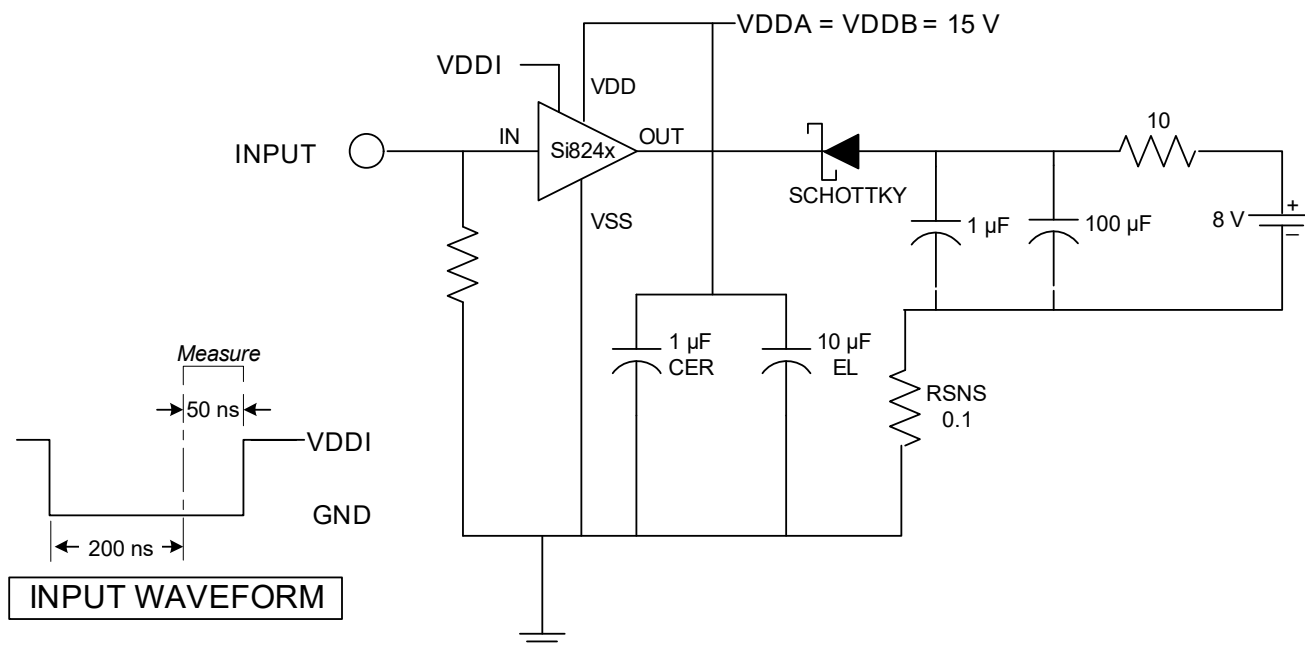 VDDA = VDDB = 15 V
VDDI
VDD
10
INPUT
IN
Si824x
OUT
SCHOTTKY
VSS
1 µF
100 µF
8 V
+
–
Measure
1 µF
CER
10 µF
EL
50 ns
RSNS
0.1
VDDI
GND
200 ns
INPUT WAVEFORM